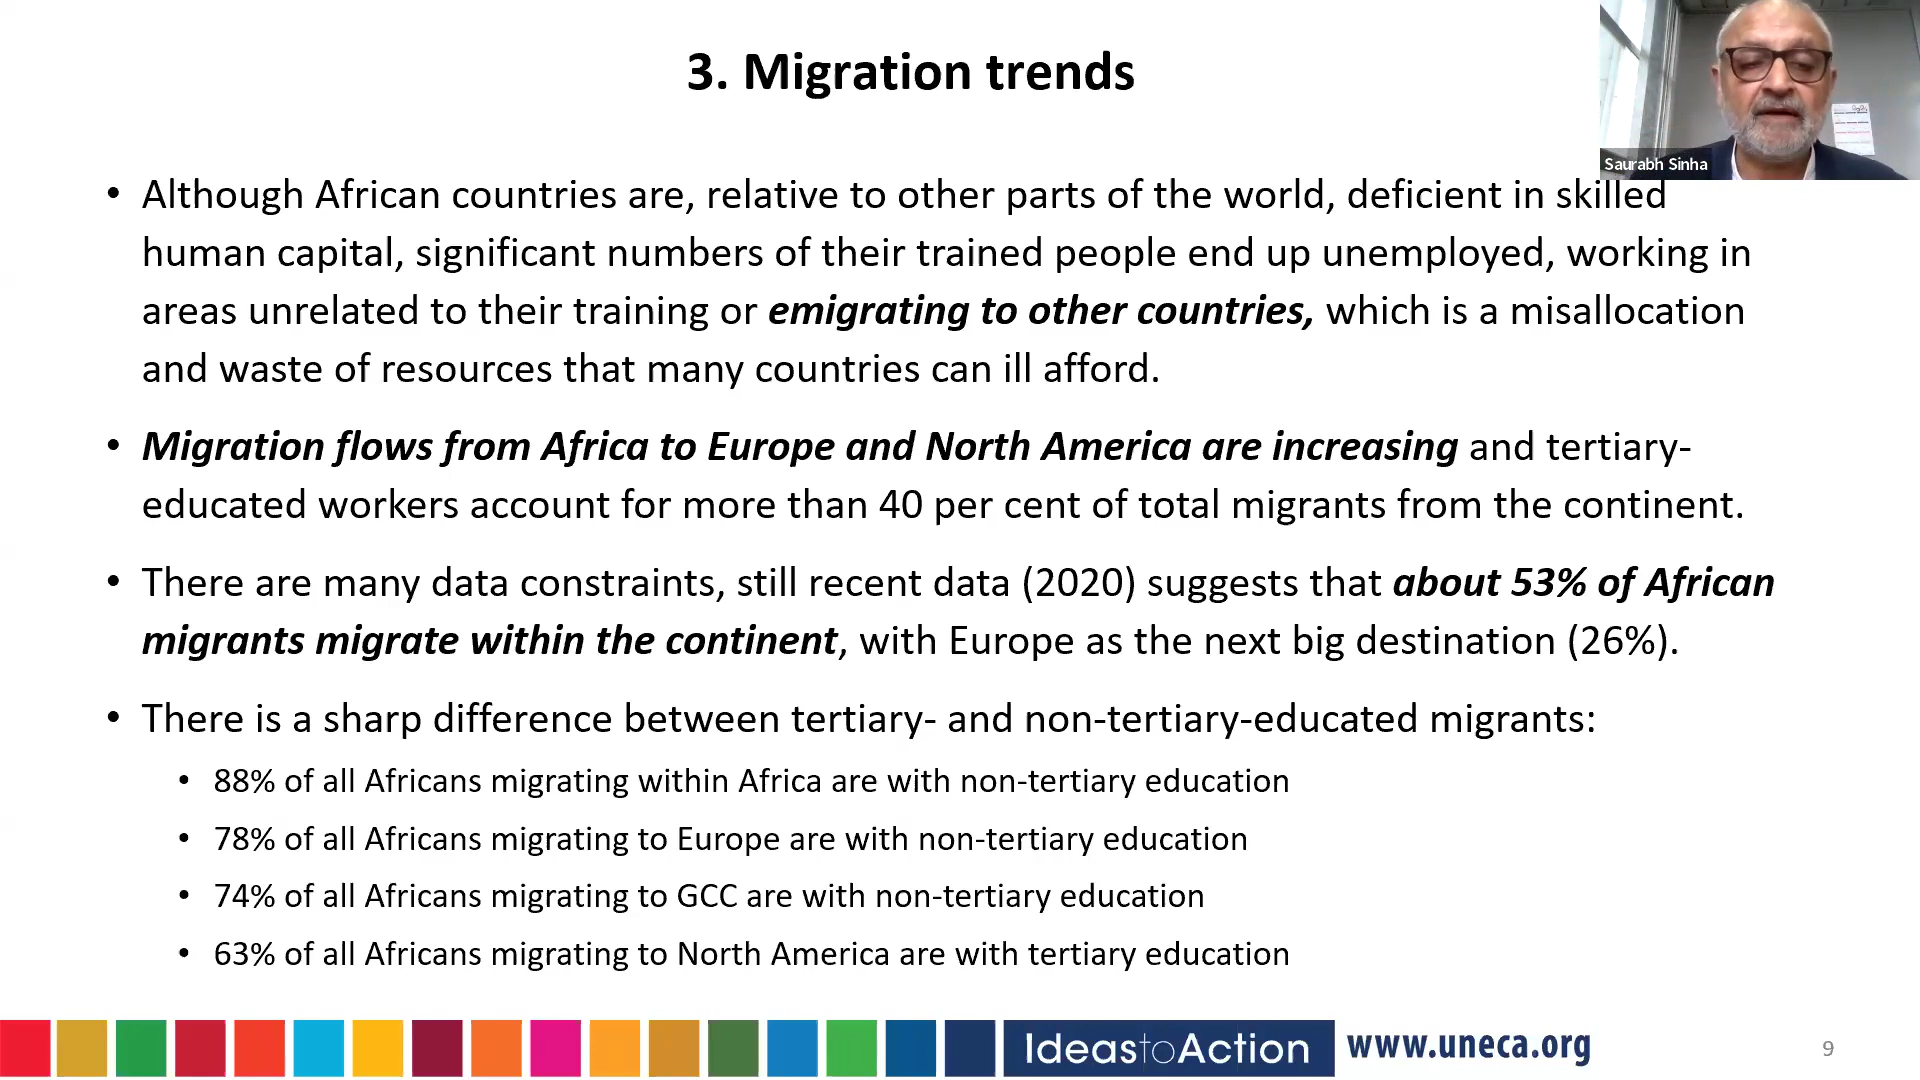 3. Migration trends
Saurabh Sinha
• Although African countries are, relative to other parts of the world, deficient in skilled
human capital, significant numbers of their trained people end up unemployed, working in
areas unrelated to their training or emigrating to other countries, which is a misallocation
and waste of resources that many countries can ill afford.
• Migration flows from Africa to Europe and North America are increasing and tertiary-
educated workers account for more than 40 per cent of total migrants from the continent.
• There are many data constraints, still recent data (2020) suggests that about 53% of African
migrants migrate within the continent, with Europe as the next big destination (26%).
• There is a sharp difference between tertiary- and non-tertiary-educated migrants:
• 88% of all Africans migrating within Africa are with non-tertiary education
• 78% of all Africans migrating to Europe are with non-tertiary education
• 74% of all Africans migrating to GCC are with non-tertiary education
• 63% of all Africans migrating to North America are with tertiary education
IdeastoAction www.uneca.org
9